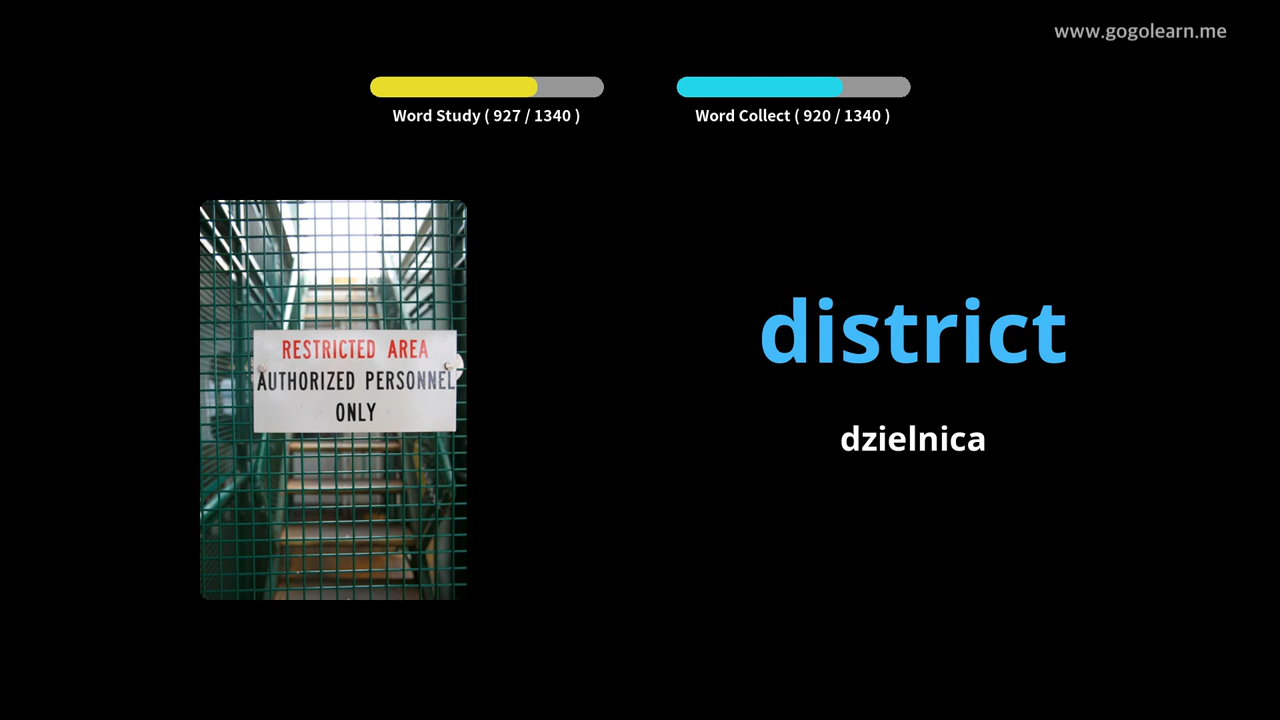 www.gogolearn.me
Word Study ( 927 / 1340 )
Word Collect ( 920 / 1340 )
RESTRICTED AREA
AUTHORIZED PERSONNEL
ONLY
district
dzielnica